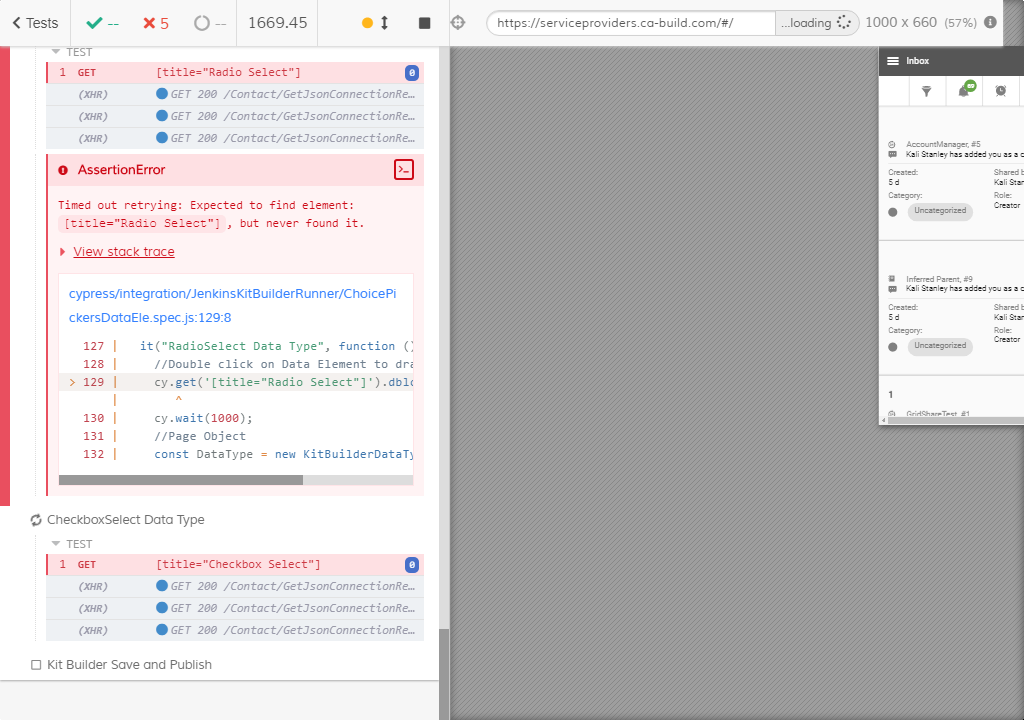 Tests
--
5
--
1669.45
https://serviceproviders.ca-build.com/#/
...loading
1000 x 660 (57%)
TEST
1 GET [title="Radio Select"] 0
(XHR) GET 200 /Contact/GetJsonConnectionRe…
(XHR) GET 200 /Contact/GetJsonConnectionRe…
(XHR) GET 200 /Contact/GetJsonConnectionRe…
AssertionError
Timed out retrying: Expected to find element:
[title="Radio Select"], but never found it.
View stack trace
cypress/integration/JenkinsKitBuilderRunner/ChoicePi
ckersDataEle.spec.js:129:8
127 | it("RadioSelect Data Type", function ()
128 | //Double click on Data Element to dra
> 129 | cy.get('[title="Radio Select"]').dblc
| ^
130 | cy.wait(1000);
131 | //Page Object
132 | const DataType = new KitBuilderDataTy
CheckboxSelect Data Type
TEST
1 GET [title="Checkbox Select"] 0
(XHR) GET 200 /Contact/GetJsonConnectionRe…
(XHR) GET 200 /Contact/GetJsonConnectionRe…
(XHR) GET 200 /Contact/GetJsonConnectionRe…
Kit Builder Save and Publish
Inbox
AccountManager, #5
Kali Stanley has added you as a c
Created: Shared b
5 d Kali Stan
Category: Role:
Uncategorized Creator
Inferred Parent, #9
Kali Stanley has added you as a c
Created: Shared b
5 d Kali Stan
Category: Role:
Uncategorized Creator
1
GridShareTest, #1